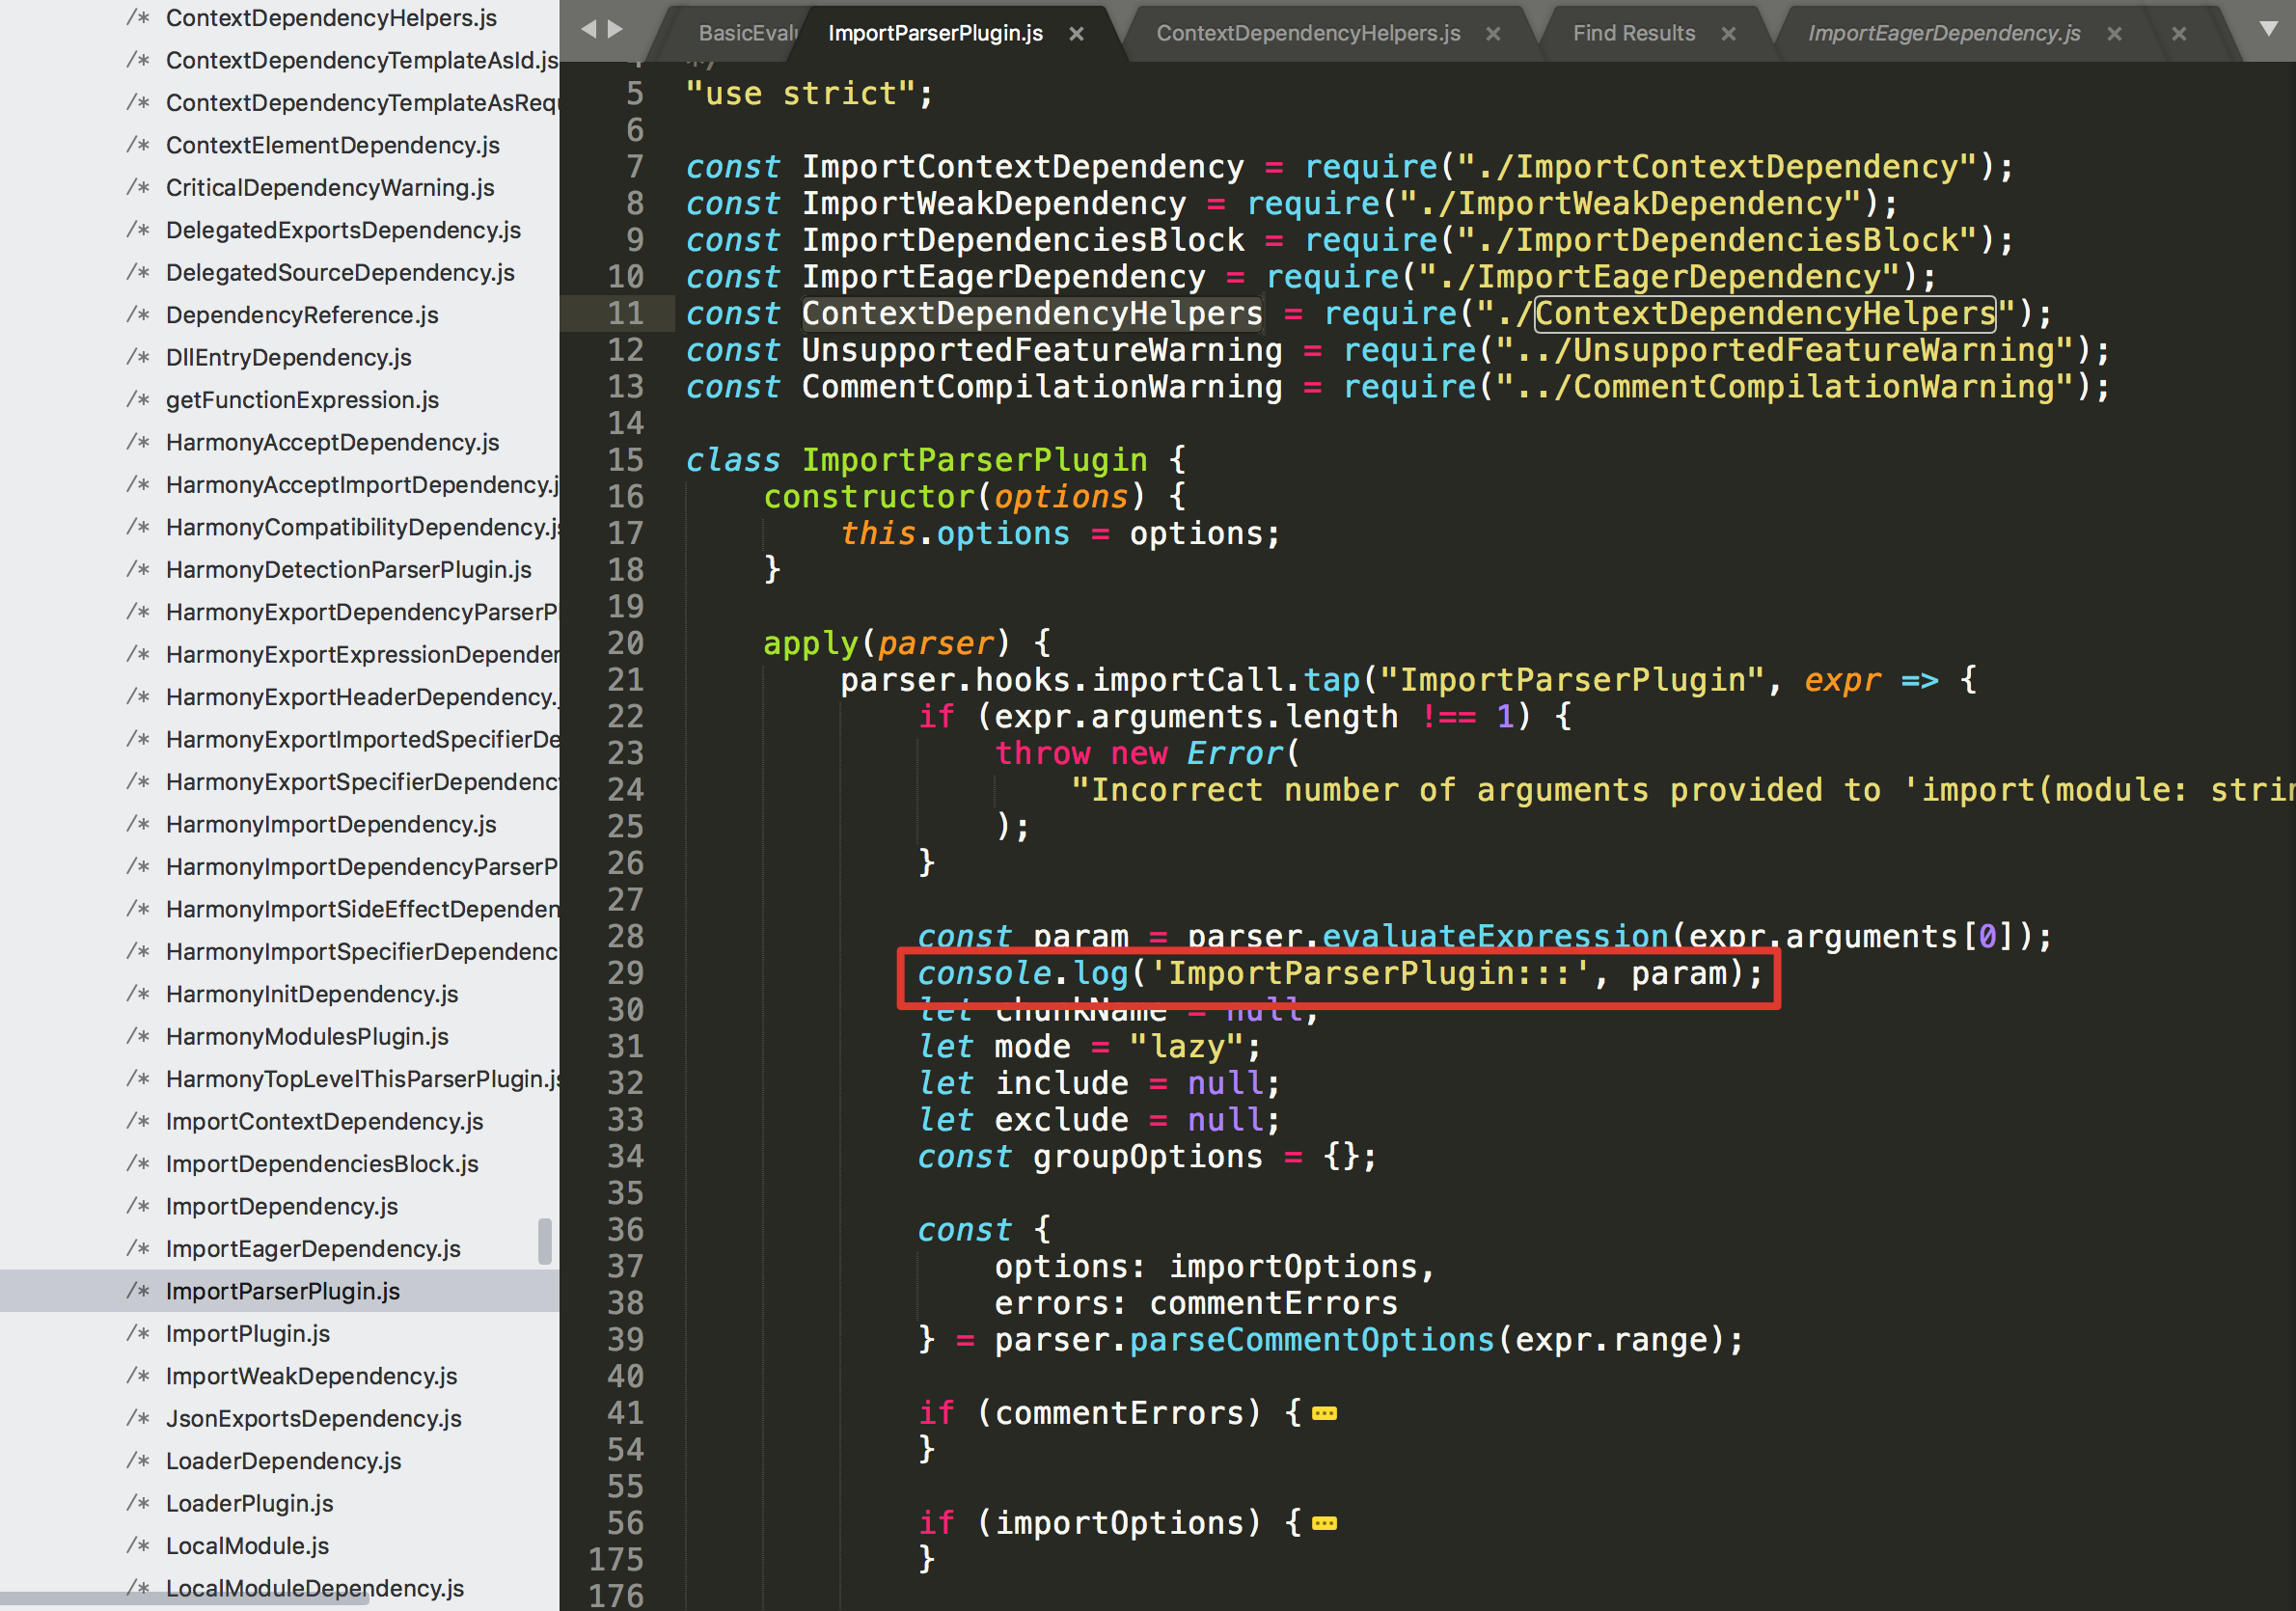 ContextDependencyHelpers.js
ContextDependencyTemplateAsId.js
ContextDependencyTemplateAsRequ
ContextElementDependency.js
CriticalDependencyWarning.js
DelegatedExportsDependency.js
DelegatedSourceDependency.js
DependencyReference.js
DllEntryDependency.js
getFunctionExpression.js
HarmonyAcceptDependency.js
HarmonyAcceptImportDependency.j
HarmonyCompatibilityDependency.js
HarmonyDetectionParserPlugin.js
HarmonyExportDependencyParserP
HarmonyExportExpressionDependen
HarmonyExportHeaderDependency.j
HarmonyExportImportedSpecifierDe
HarmonyExportSpecifierDependenc
HarmonyImportDependency.js
HarmonyImportDependencyParserP
HarmonyImportSideEffectDependen
HarmonyImportSpecifierDependenc
HarmonyInitDependency.js
HarmonyModulesPlugin.js
HarmonyTopLevelThisParserPlugin.js
ImportContextDependency.js
ImportDependenciesBlock.js
ImportDependency.js
ImportEagerDependency.js
ImportParserPlugin.js
ImportPlugin.js
ImportWeakDependency.js
JsonExportsDependency.js
LoaderDependency.js
LoaderPlugin.js
LocalModule.js
LocalModuleDependency.js
BasicEvalu ImportParserPlugin.js × ContextDependencyHelpers.js × Find Results × ImportEagerDependency.js × ×
4 */
5 "use strict";
6
7 const ImportContextDependency = require("./ImportContextDependency");
8 const ImportWeakDependency = require("./ImportWeakDependency");
9 const ImportDependenciesBlock = require("./ImportDependenciesBlock");
10 const ImportEagerDependency = require("./ImportEagerDependency");
11 const ContextDependencyHelpers = require("./ContextDependencyHelpers");
12 const UnsupportedFeatureWarning = require("../UnsupportedFeatureWarning");
13 const CommentCompilationWarning = require("../CommentCompilationWarning");
14
15 class ImportParserPlugin {
16 constructor(options) {
17 this.options = options;
18 }
19
20 apply(parser) {
21 parser.hooks.importCall.tap("ImportParserPlugin", expr => {
22 if (expr.arguments.length !== 1) {
23 throw new Error(
24 "Incorrect number of arguments provided to 'import(module: strin
25 );
26 }
27
28 const param = parser.evaluateExpression(expr.arguments[0]);
29 console.log('ImportParserPlugin:::', param);
30 let chunkName = null;
31 let mode = "lazy";
32 let include = null;
33 let exclude = null;
34 const groupOptions = {};
35
36 const {
37 options: importOptions,
38 errors: commentErrors
39 } = parser.parseCommentOptions(expr.range);
40
41 if (commentErrors) {
54 }
55
56 if (importOptions) {
175 }
176